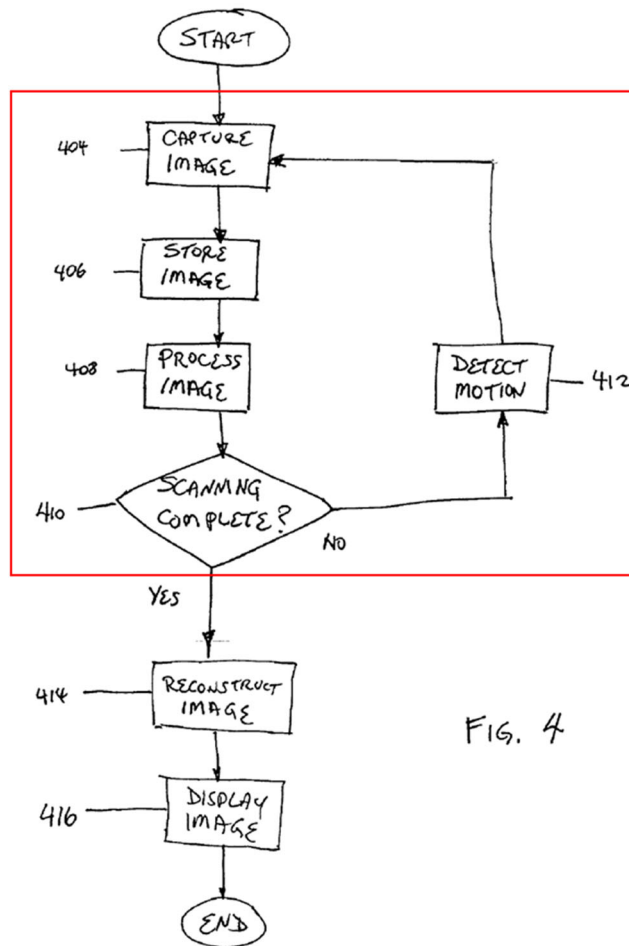 START
404
CAPTURE
IMAGE
406
STORE
IMAGE
408
PROCESS
IMAGE
DETECT
MOTION
412
410
SCANNING
COMPLETE?
NO
YES
414
RECONSTRUCT
IMAGE
FIG. 4
416
DISPLAY
IMAGE
END